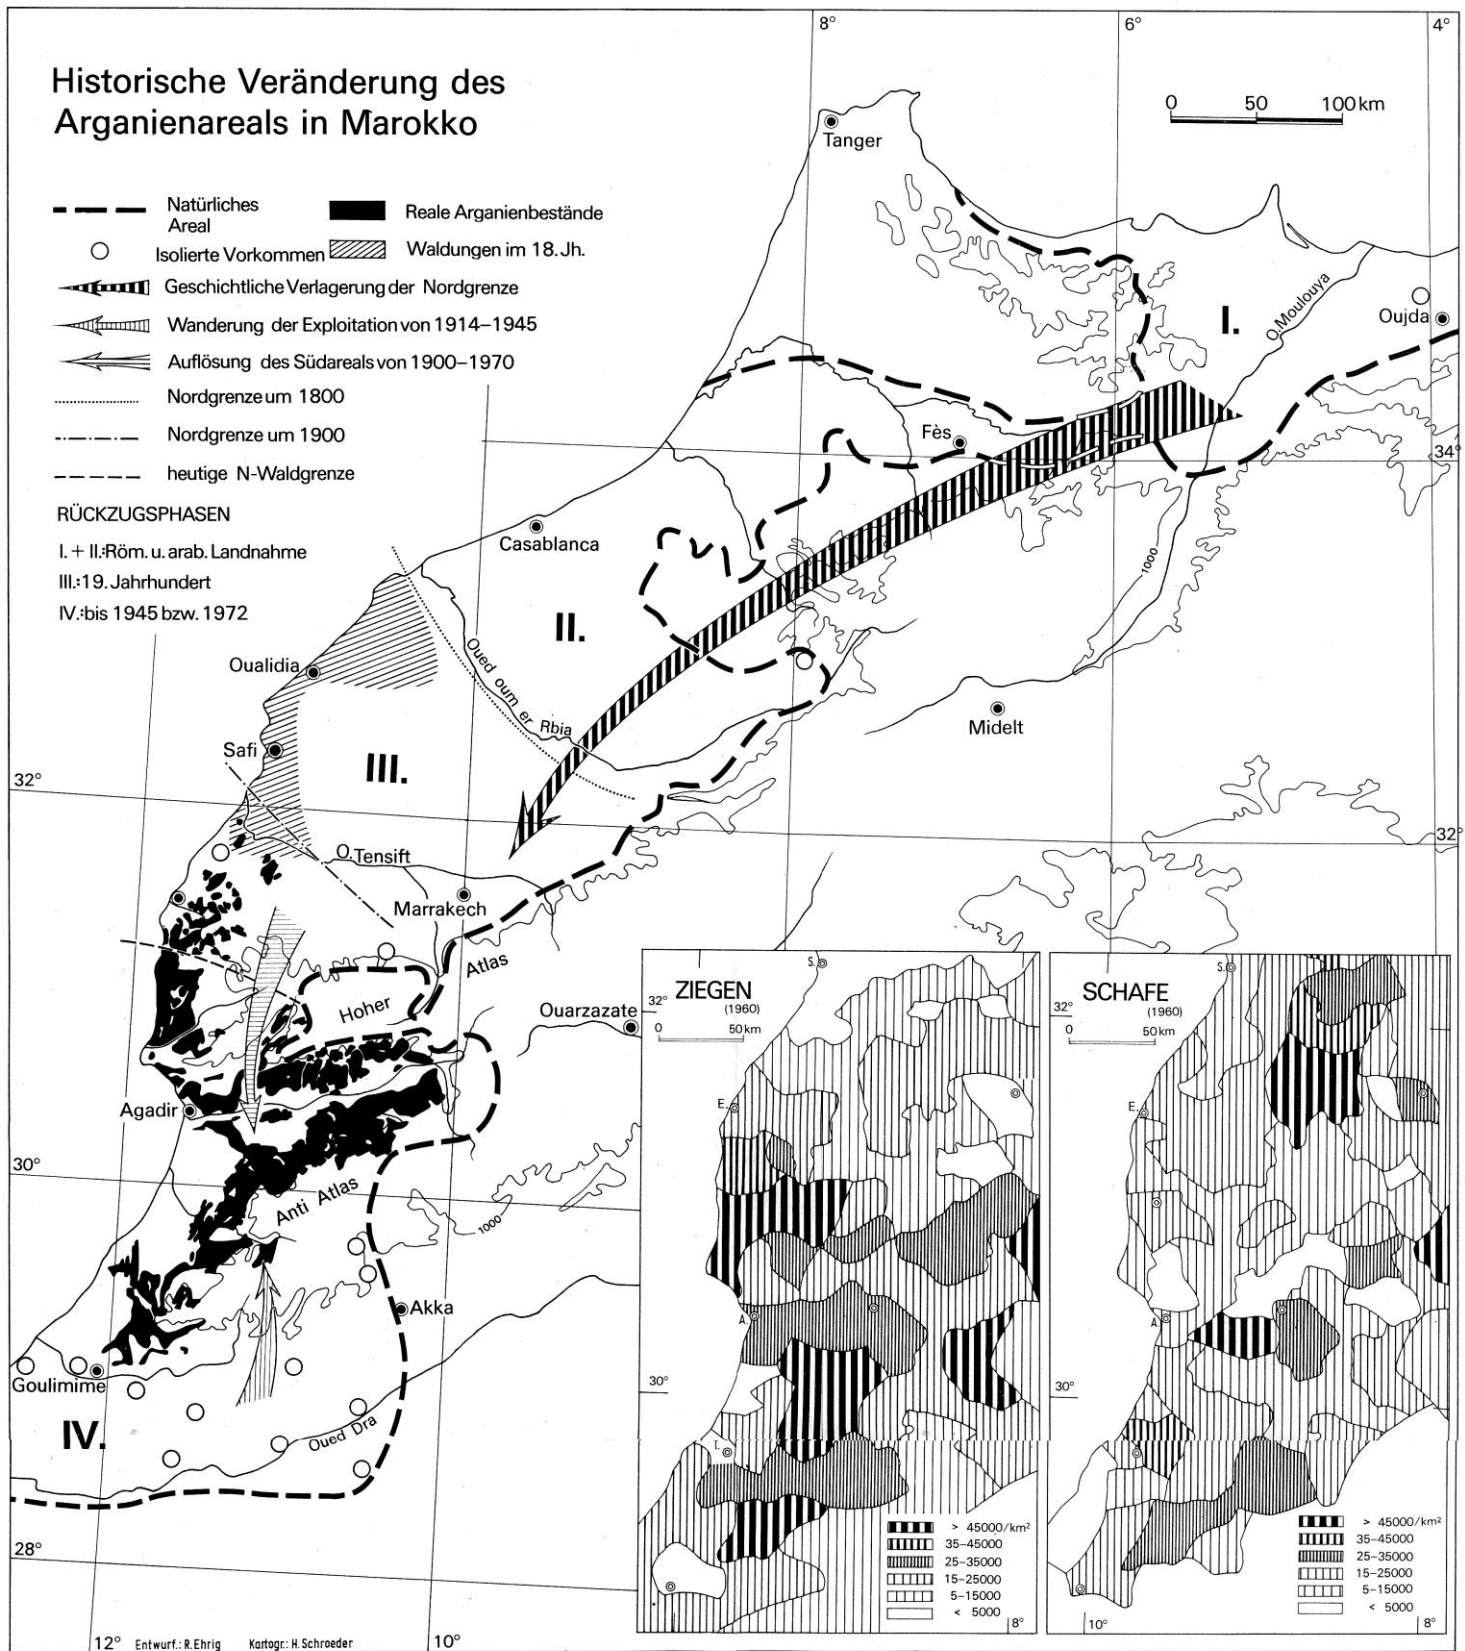 Historische Veränderung des
Arganienareals in Marokko
Natürliches
Areal
Reale Arganienbestände
Isolierte Vorkommen
Waldungen im 18. Jh.
Geschichtliche Verlagerung der Nordgrenze
Wanderung der Exploitation von 1914–1945
Auflösung des Südareals von 1900–1970
Nordgrenze um 1800
Nordgrenze um 1900
heutige N-Waldgrenze
RÜCKZUGSPHASEN
I. + II.: Röm. u. arab. Landnahme
III.: 19. Jahrhundert
IV.: bis 1945 bzw. 1972
8°
6°
4°
0 50 100 km
Tanger
I.
O. Moulouya
Oujda
Fès
34°
Casablanca
1000
II.
Oualidia
Oued oum er Rbia
Midelt
Safi
III.
32°
32°
O. Tensift
Marrakech
Atlas
Hoher
Ouarzazate
Agadir
30°
Anti Atlas
1000
Akka
Goulimime
IV.
Oued Dra
28°
12°
10°
Entwurf.: R. Ehrig Kartogr.: H. Schroeder
S.
ZIEGEN
(1960)
32°
0 50 km
E.
A.
30°
I.
> 45000/km²
35–45000
25–35000
15–25000
5–15000
< 5000
8°
S.
SCHAFE
(1960)
32°
0 50 km
E.
A.
30°
> 45000/km²
35–45000
25–35000
15–25000
5–15000
< 5000
10°
8°